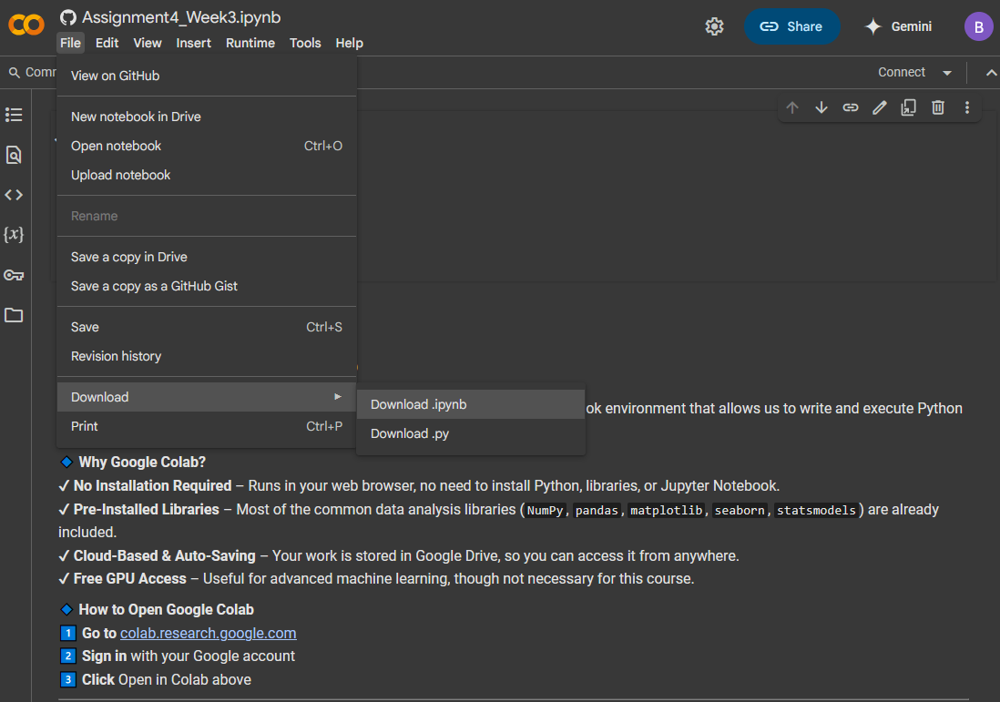 Assignment4_Week3.ipynb
File Edit View Insert Runtime Tools Help
Share
Gemini
B
Connect
View on GitHub
New notebook in Drive
Open notebook Ctrl+O
Upload notebook
Rename
Save a copy in Drive
Save a copy as a GitHub Gist
Save Ctrl+S
Revision history
Download
Print Ctrl+P
Download .ipynb
Download .py
environment that allows us to write and execute Python
🔹 Why Google Colab?
✔ No Installation Required – Runs in your web browser, no need to install Python, libraries, or Jupyter Notebook.
✔ Pre-Installed Libraries – Most of the common data analysis libraries (NumPy, pandas, matplotlib, seaborn, statsmodels) are already
included.
✔ Cloud-Based & Auto-Saving – Your work is stored in Google Drive, so you can access it from anywhere.
✔ Free GPU Access – Useful for advanced machine learning, though not necessary for this course.
🔹 How to Open Google Colab
1 Go to colab.research.google.com
2 Sign in with your Google account
3 Click Open in Colab above